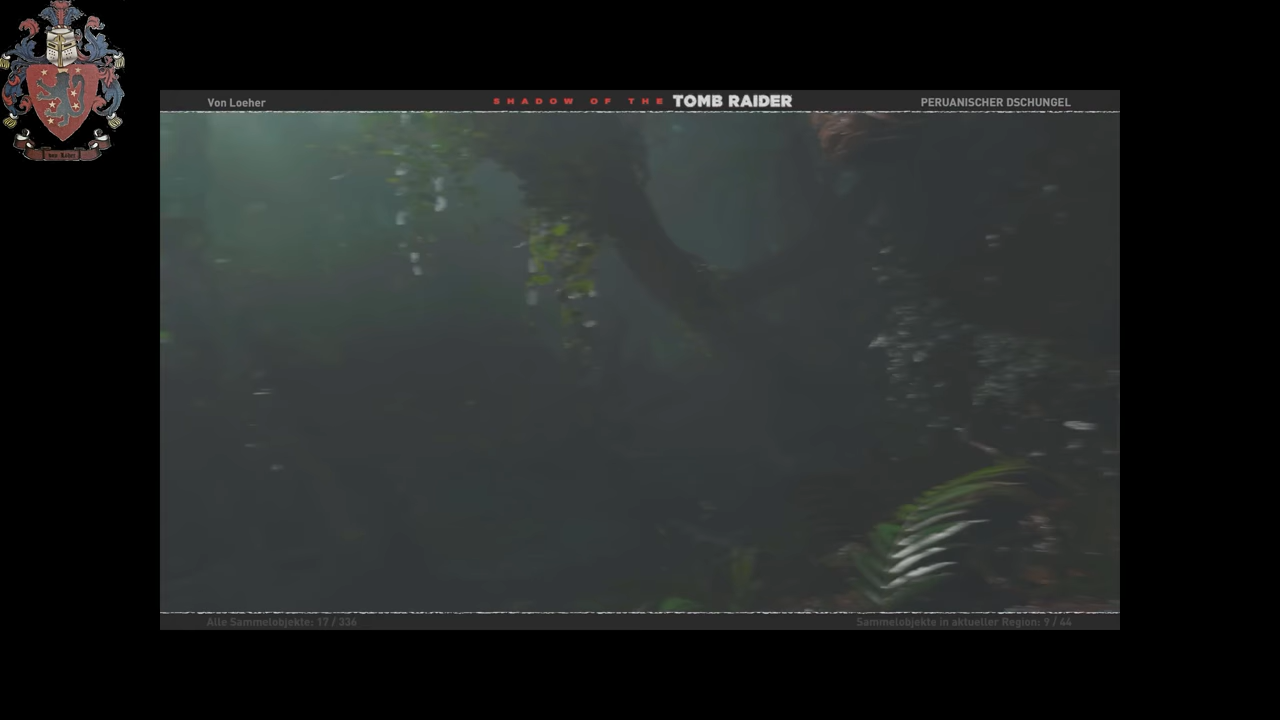 Von Loeher
SHADOW OF THE TOMB RAIDER
PERUANISCHER DSCHUNGEL
Alle Sammelobjekte: 17 / 336
Sammelobjekte in aktueller Region: 9 / 44